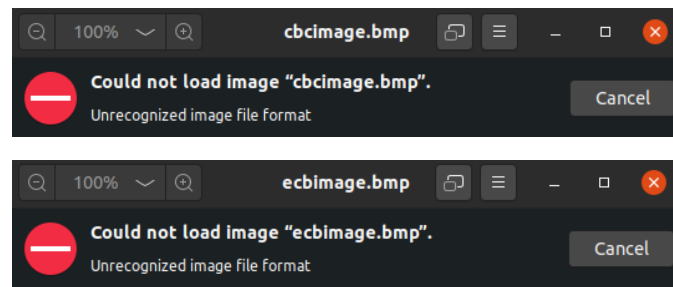 100%
cbcimage.bmp
Could not load image “cbcimage.bmp”.
Unrecognized image file format
Cancel
100%
ecbimage.bmp
Could not load image “ecbimage.bmp”.
Unrecognized image file format
Cancel